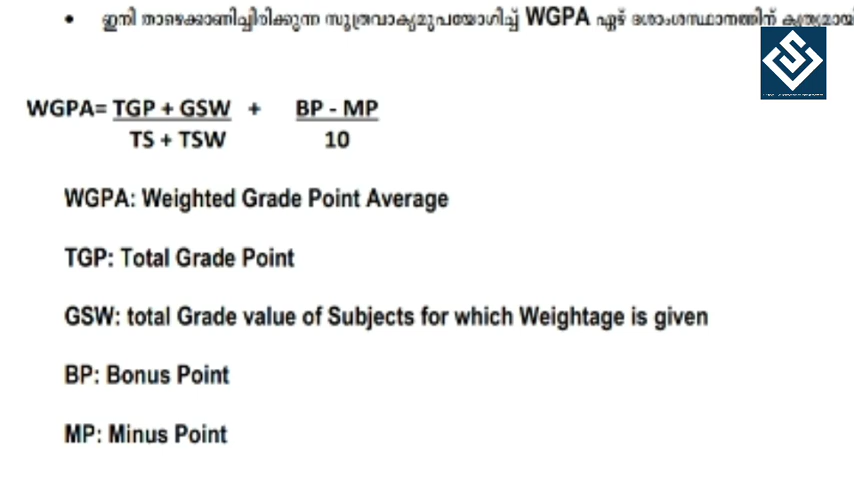 • ഇനി താഴെക്കാണിച്ചിരിക്കുന്ന സൂത്രവാക്യമുപയോഗിച്ച് WGPA ഏഴ് ദശാംശസ്ഥാനത്തിന് കൃത്യമായി
WGPA= TGP + GSW + BP - MP
TS + TSW 10
WGPA: Weighted Grade Point Average
TGP: Total Grade Point
GSW: total Grade value of Subjects for which Weightage is given
BP: Bonus Point
MP: Minus Point